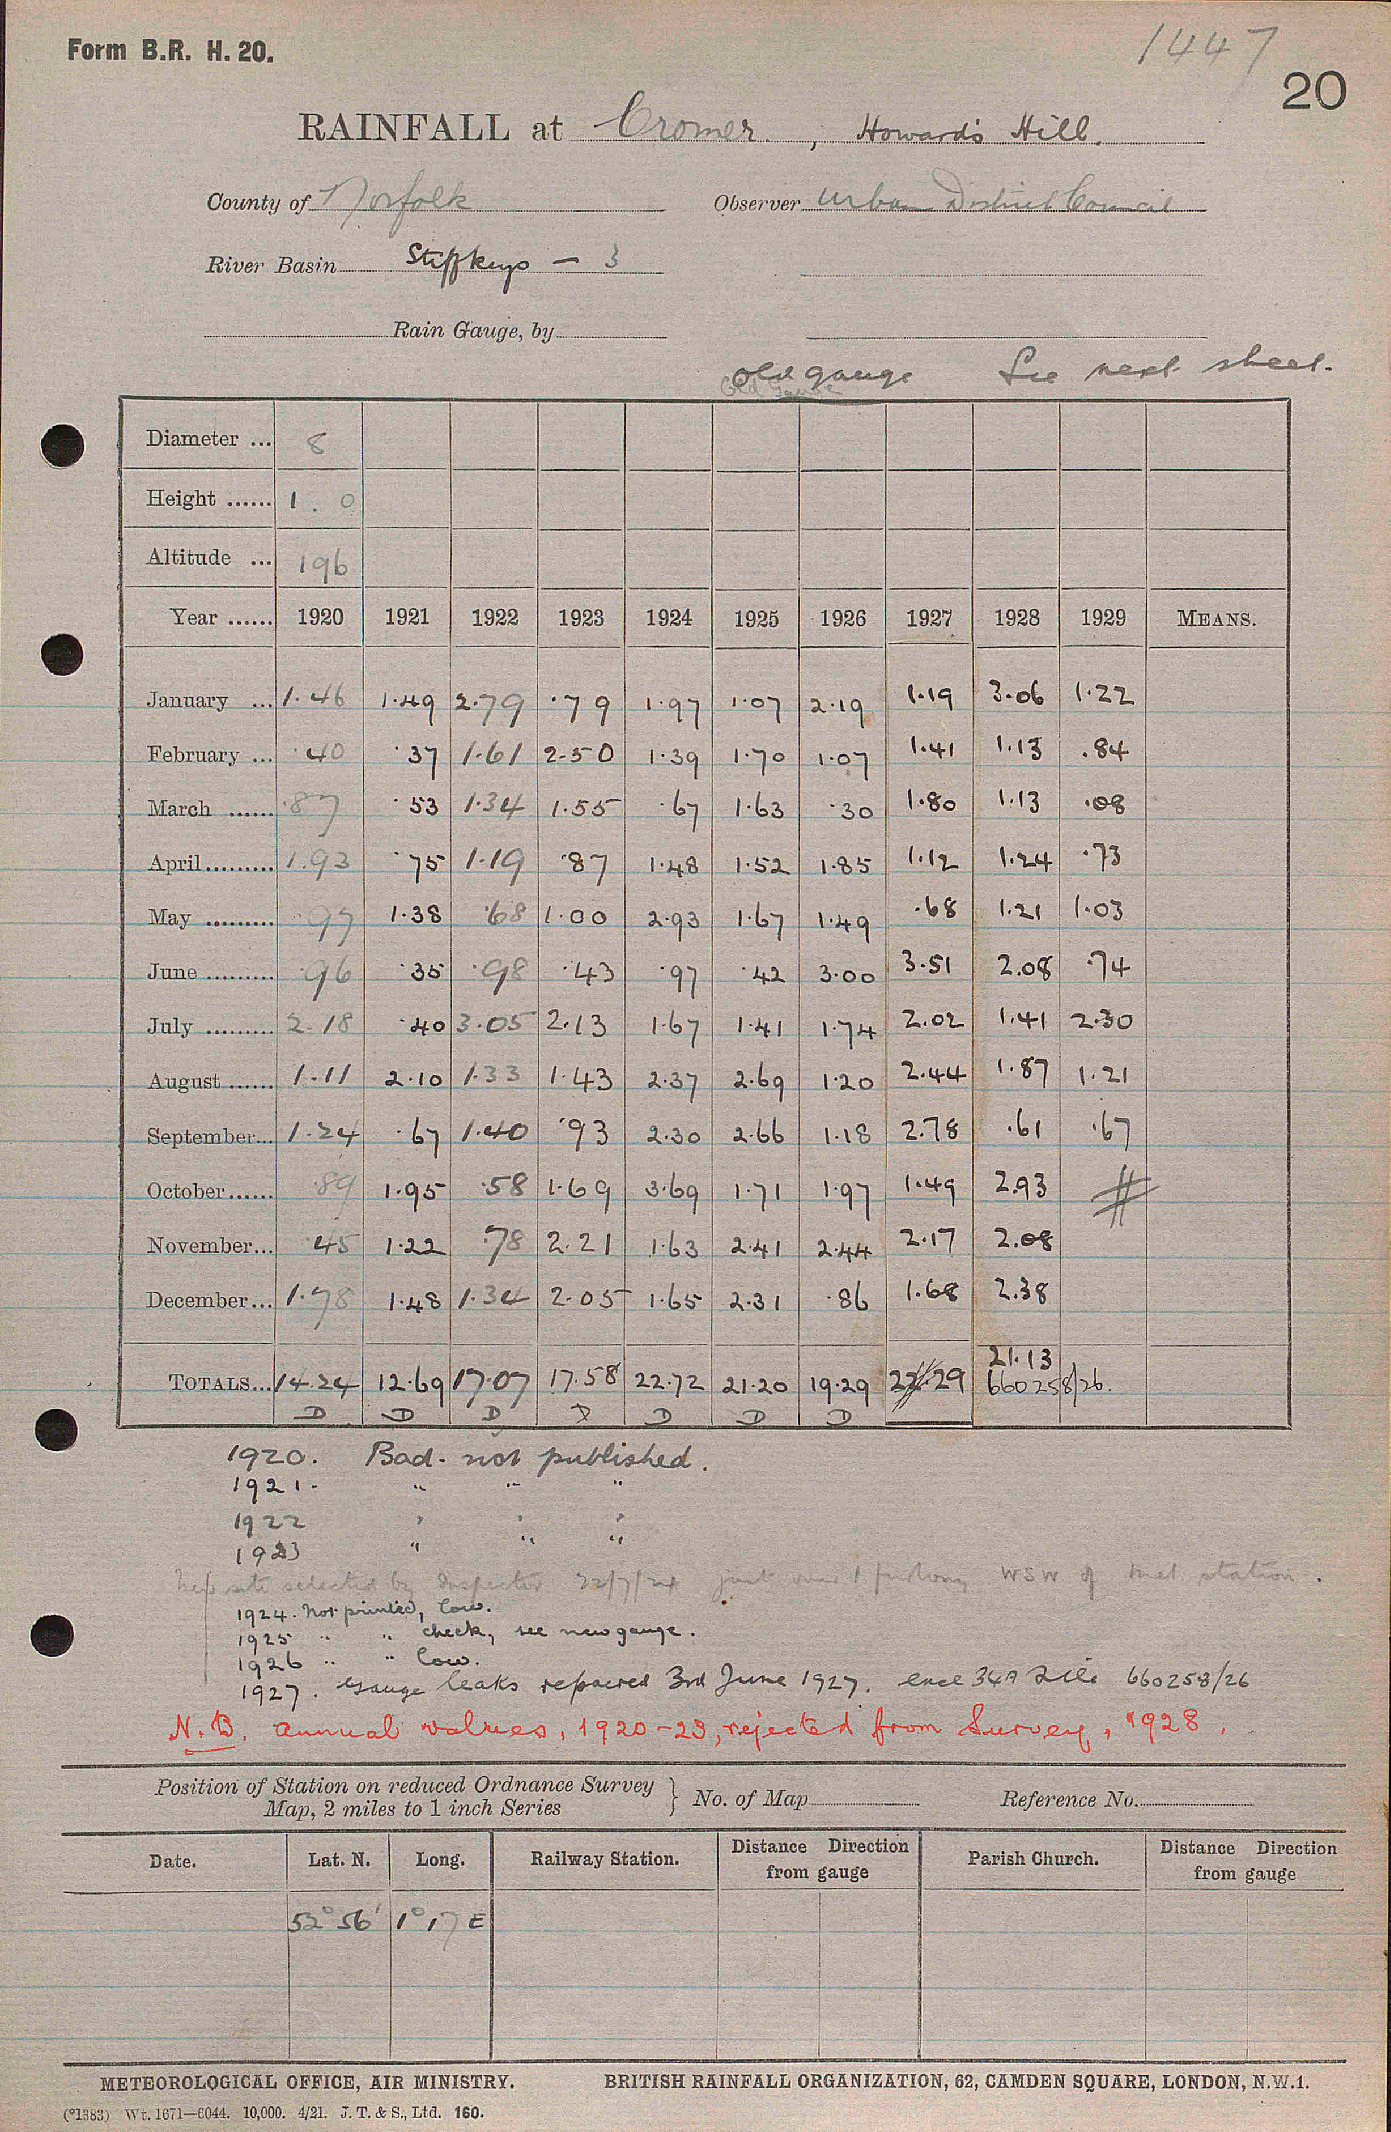 Form B.R. H. 20.
1447
20
RAINFALL at Cromer, Howards Hill.
County of Norfolk Observer Urban District Council
River Basin Stiffkeys - 3
Rain Gauge, by
old gauge See next sheet.
Old Gauge
Diameter ... 8
Height ...... 1 . 0
Altitude ... 196
Year ...... 1920 1921 1922 1923 1924 1925 1926 1927 1928 1929 MEANS.
January ... 1.46 1.49 2.79 .79 1.97 1.07 2.19 1.19 3.06 1.22
February ... .40 .37 1.61 2.50 1.39 1.70 1.07 1.41 1.13 .84
March ...... .87 .53 1.34 1.55 .67 1.63 .30 1.80 1.13 .08
April......... 1.93 .75 1.19 .87 1.48 1.52 1.85 1.12 1.24 .73
May ......... .97 1.38 .68 1.00 2.93 1.67 1.49 .68 1.21 1.03
June ......... .96 .35 .98 .43 .97 .42 3.00 3.51 2.08 .74
July ......... 2.18 .40 3.05 2.13 1.67 1.41 1.74 2.02 1.41 2.30
August ...... 1.11 2.10 1.33 1.43 2.37 2.69 1.20 2.44 1.87 1.21
September... 1.24 .67 1.40 .93 2.30 2.66 1.18 2.78 .61 .67
October...... .89 1.95 .58 1.69 3.69 1.71 1.97 1.49 2.93
November... .45 1.22 .78 2.21 1.63 2.41 2.44 2.17 2.08
December... 1.78 1.48 1.34 2.05 1.65 2.31 .86 1.68 2.38
21.13
TOTALS... 14.24 12.69 17.07 17.58 22.72 21.20 19.29 22.29 660258/26.
D D D D D D D
1920. Bad. not published.
1921. " " "
1922 " " "
1923 " " "
New site selected by Inspector 22/7/24 just over 1 furlong WSW of Met station.
1924. Not printed, low.
1925 " " check, see new gauge.
1926 " " low.
1927. Gauge leaks repaired 3rd June 1927. 660258/26
N.B. annual values, 1920-23, rejected from Survey, 1928.
Position of Station on reduced Ordnance Survey Map, 2 miles to 1 inch Series } No. of Map Reference No.
Date. Lat. N. Long. Railway Station. Distance Direction from gauge Parish Church. Distance Direction from gauge
52° 56' 1° 17 E
METEOROLOGICAL OFFICE, AIR MINISTRY. BRITISH RAINFALL ORGANIZATION, 62, CAMDEN SQUARE, LONDON, N.W.1.
(*1383) Wt. 1671—6044. 10,000. 4/21. J. T. & S., Ltd. 160.